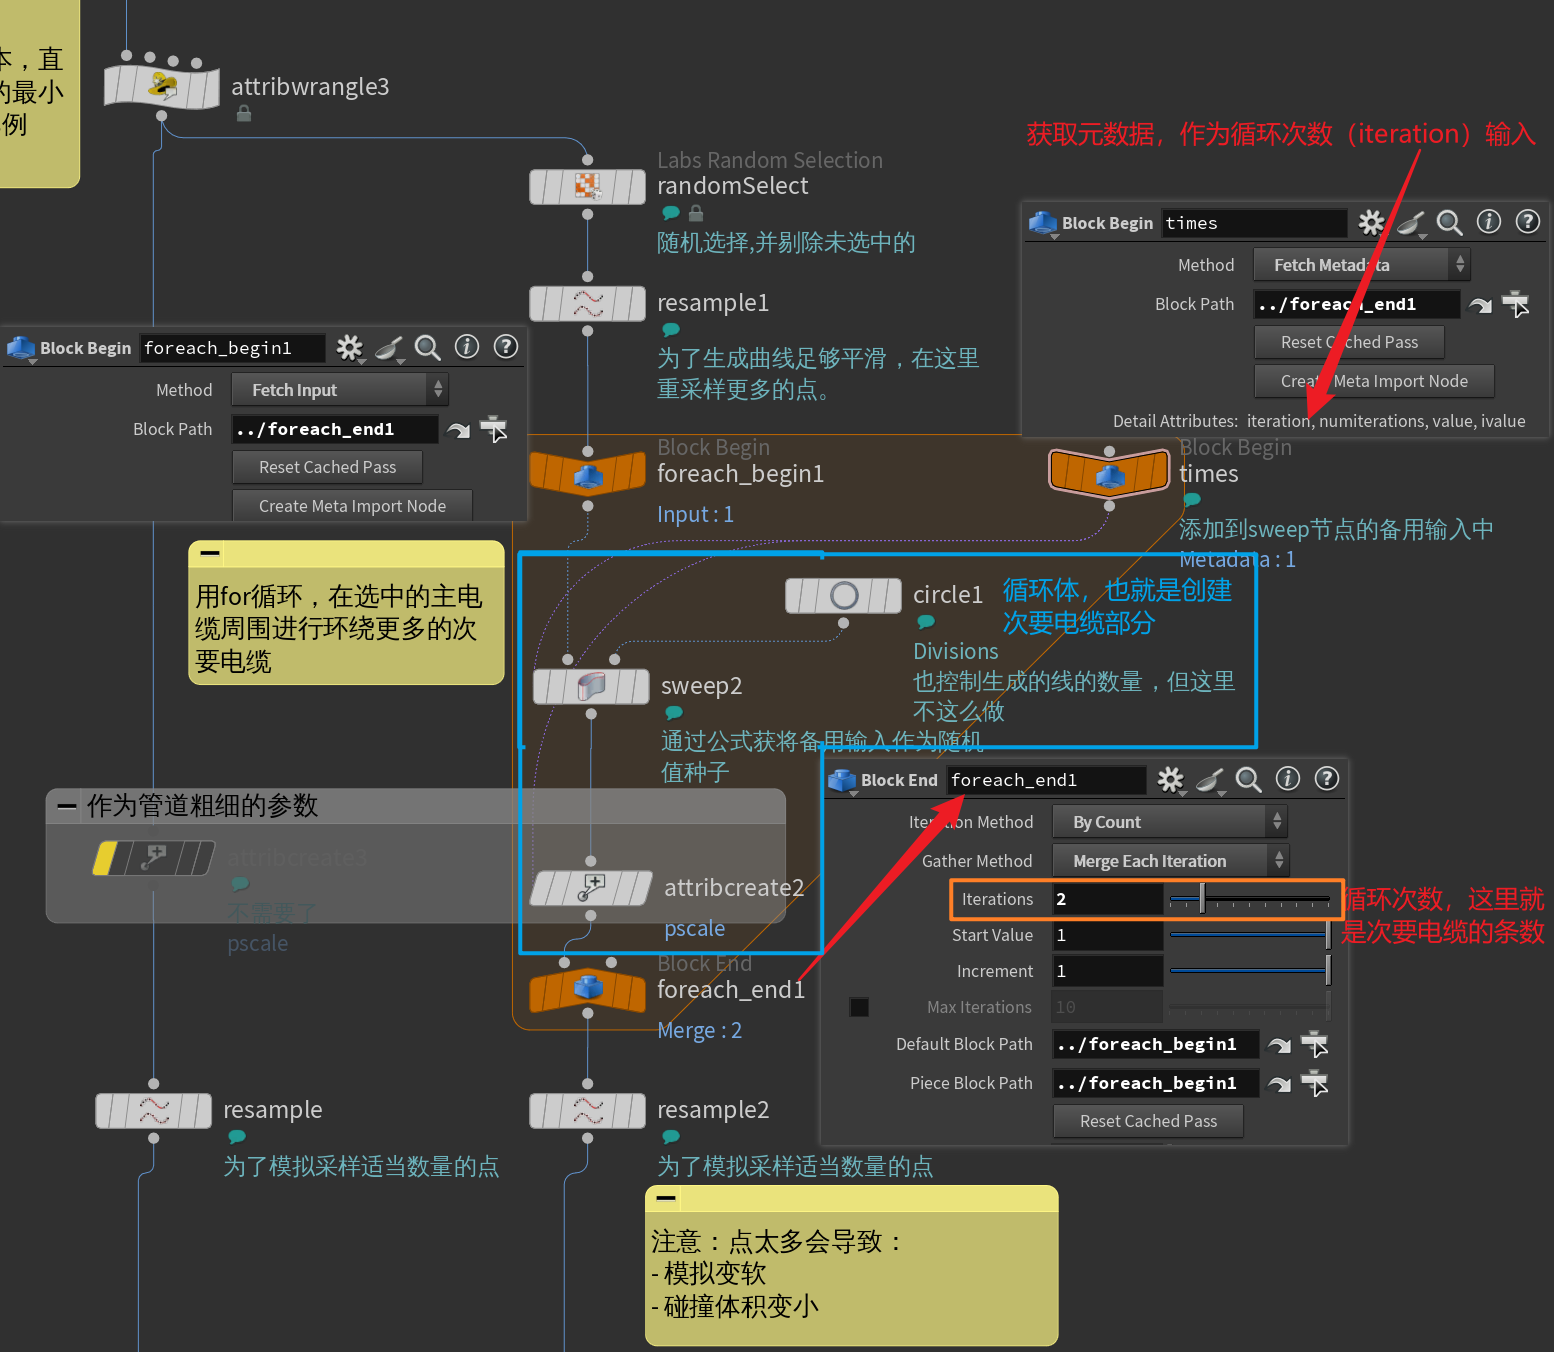 本，直
的最小
例
attribwrangle3
Labs Random Selection
randomSelect
随机选择,并剔除未选中的
resample1
为了生成曲线足够平滑，在这里
重采样更多的点。
获取元数据，作为循环次数（iteration）输入
Block Begin times
Method Fetch Metadata
Block Path ../foreach_end1
Reset Cached Pass
Create Meta Import Node
Detail Attributes: iteration, numiterations, value, ivalue
Block Begin foreach_begin1
Method Fetch Input
Block Path ../foreach_end1
Reset Cached Pass
Create Meta Import Node
Block Begin
foreach_begin1
Input : 1
Block Begin
times
添加到sweep节点的备用输入中
Metadata : 1
用for循环，在选中的主电
缆周围进行环绕更多的次
要电缆
circle1
Divisions
也控制生成的线的数量，但这里
不这么做
循环体，也就是创建
次要电缆部分
sweep2
通过公式获将备用输入作为随机
值种子
作为管道粗细的参数
attribcreate3
不需要了
pscale
attribcreate2
pscale
Block End
foreach_end1
Merge : 2
Block End foreach_end1
Iteration Method By Count
Gather Method Merge Each Iteration
Iterations 2
Start Value 1
Increment 1
Max Iterations 10
Default Block Path ../foreach_begin1
Piece Block Path ../foreach_begin1
Reset Cached Pass
循环次数，这里就
是次要电缆的条数
resample
为了模拟采样适当数量的点
resample2
为了模拟采样适当数量的点
注意：点太多会导致：
- 模拟变软
- 碰撞体积变小